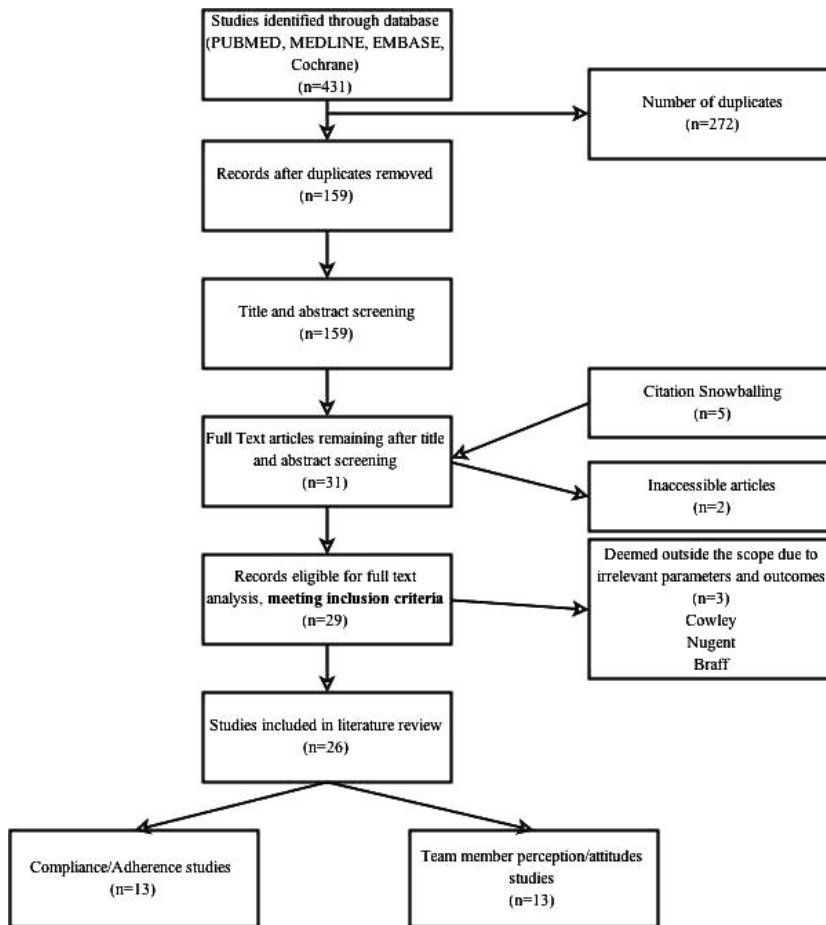 Studies identified through database
(PUBMED, MEDLINE, EMBASE,
Cochrane)
(n=431)
Number of duplicates
(n=272)
Records after duplicates removed
(n=159)
Title and abstract screening
(n=159)
Citation Snowballing
(n=5)
Full Text articles remaining after title
and abstract screening
(n=31)
Inaccessible articles
(n=2)
Records eligible for full text
analysis, meeting inclusion criteria
(n=29)
Deemed outside the scope due to
irrelevant parameters and outcomes
(n=3)
Cowley
Nugent
Braff
Studies included in literature review
(n=26)
Compliance/Adherence studies
(n=13)
Team member perception/attitudes
studies
(n=13)